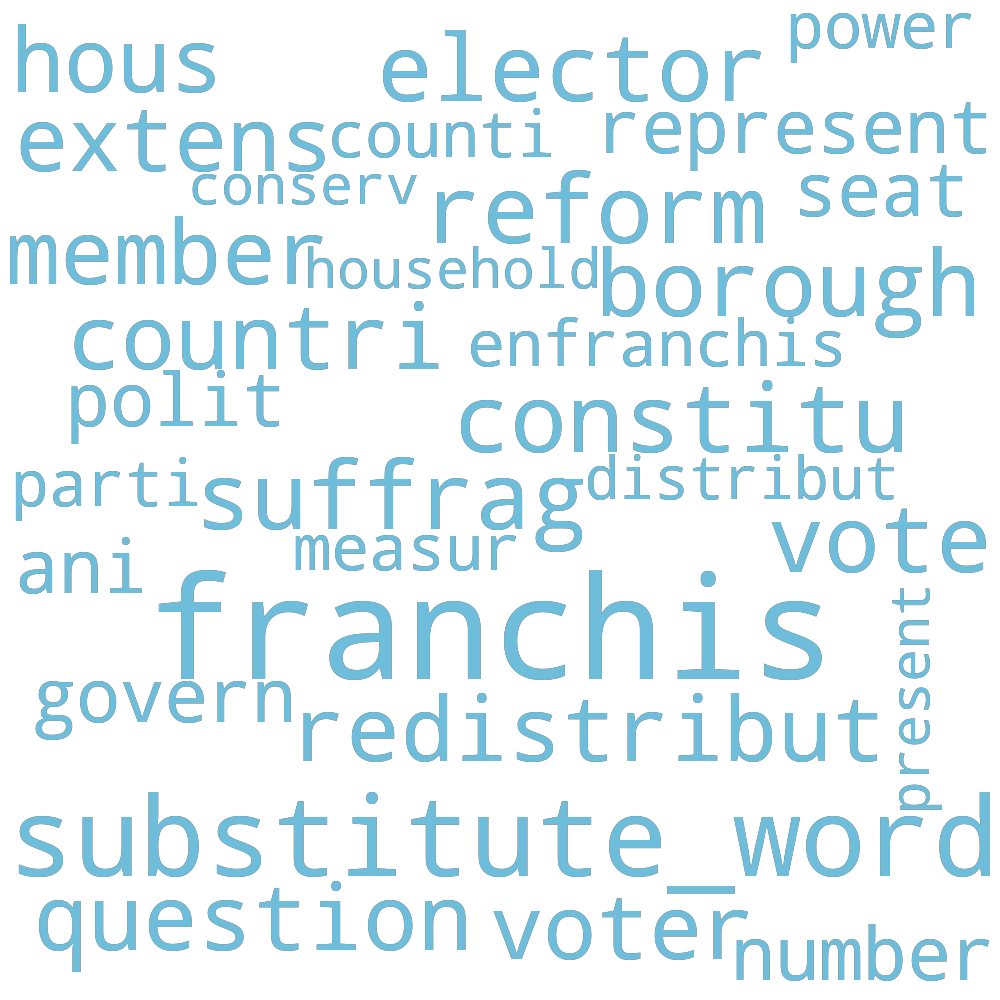 power
hous elector
extens counti represent
conserv reform seat
member household borough
countri enfranchis
polit constitu
parti suffrag distribut
ani measur vote
franchis present
govern redistribut
substitute_word
question voter number